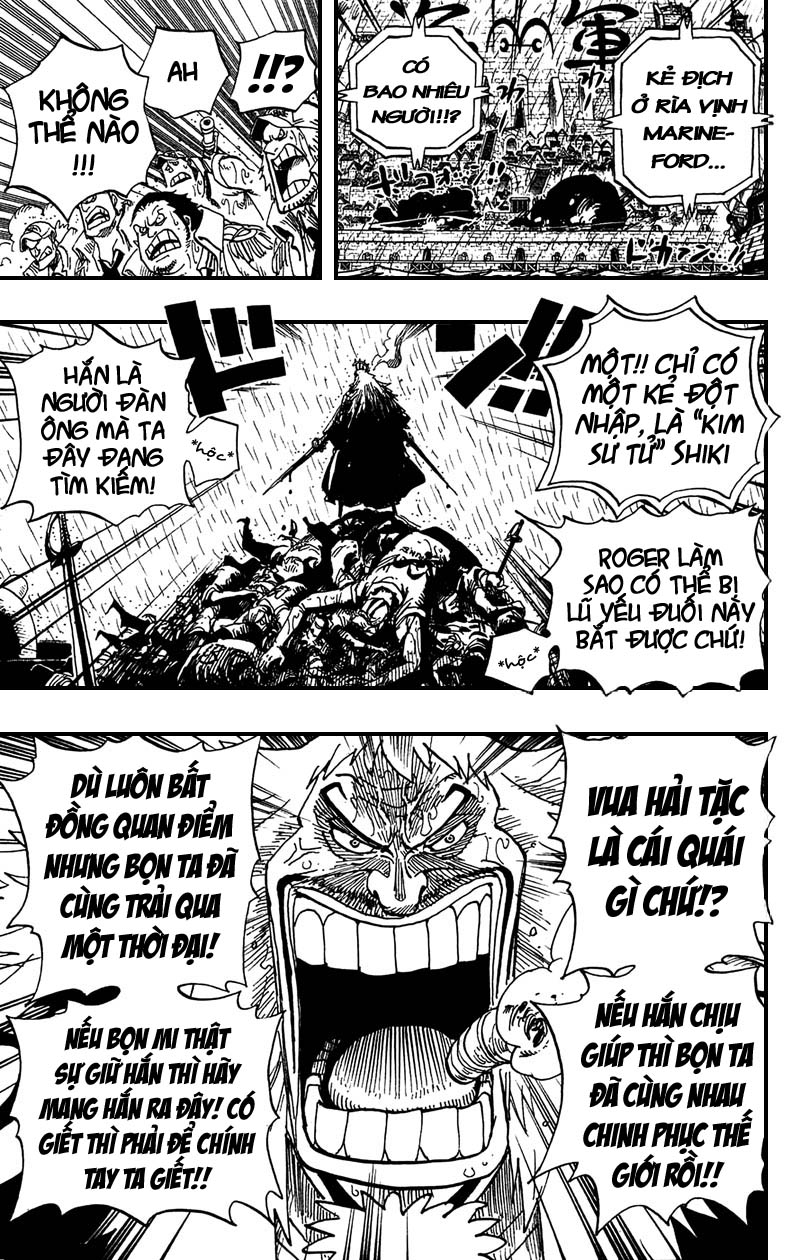 海軍
KẺ ĐỊCH
Ở RÌA VỊNH
MARINE-
FORD...
CÓ
BAO NHIÊU
NGƯỜI!!?
!!?
AH
KHÔNG
THỂ NÀO
!!!
MỘT!! CHỈ CÓ
MỘT KẺ ĐỘT
NHẬP, LÀ “KIM
SƯ TỬ” SHIKI
ROGER LÀM
SAO CÓ THỂ BỊ
LŨ YẾU ĐUỐI NÀY
BẮT ĐƯỢC CHỨ!
*hộc*
HẮN LÀ
NGƯỜI ĐÀN
ÔNG MÀ TA
ĐÂY ĐANG
TÌM KIẾM!
*hộc*
VUA HẢI TẶC
LÀ CÁI QUÁI
GÌ CHỨ!?
NẾU HẮN CHỊU
GIÚP THÌ BỌN TA
ĐÃ CÙNG NHAU
CHINH PHỤC THẾ
GIỚI RỒI!!
DÙ LUÔN BẤT
ĐỒNG QUAN ĐIỂM
NHƯNG BỌN TA ĐÃ
CÙNG TRẢI QUA
MỘT THỜI ĐẠI!
NẾU BỌN MI THẬT
SỰ GIỮ HẮN THÌ HÃY
MANG HẮN RA ĐÂY! CÓ
GIẾT THÌ PHẢI ĐỂ CHÍNH
TAY TA GIẾT!!